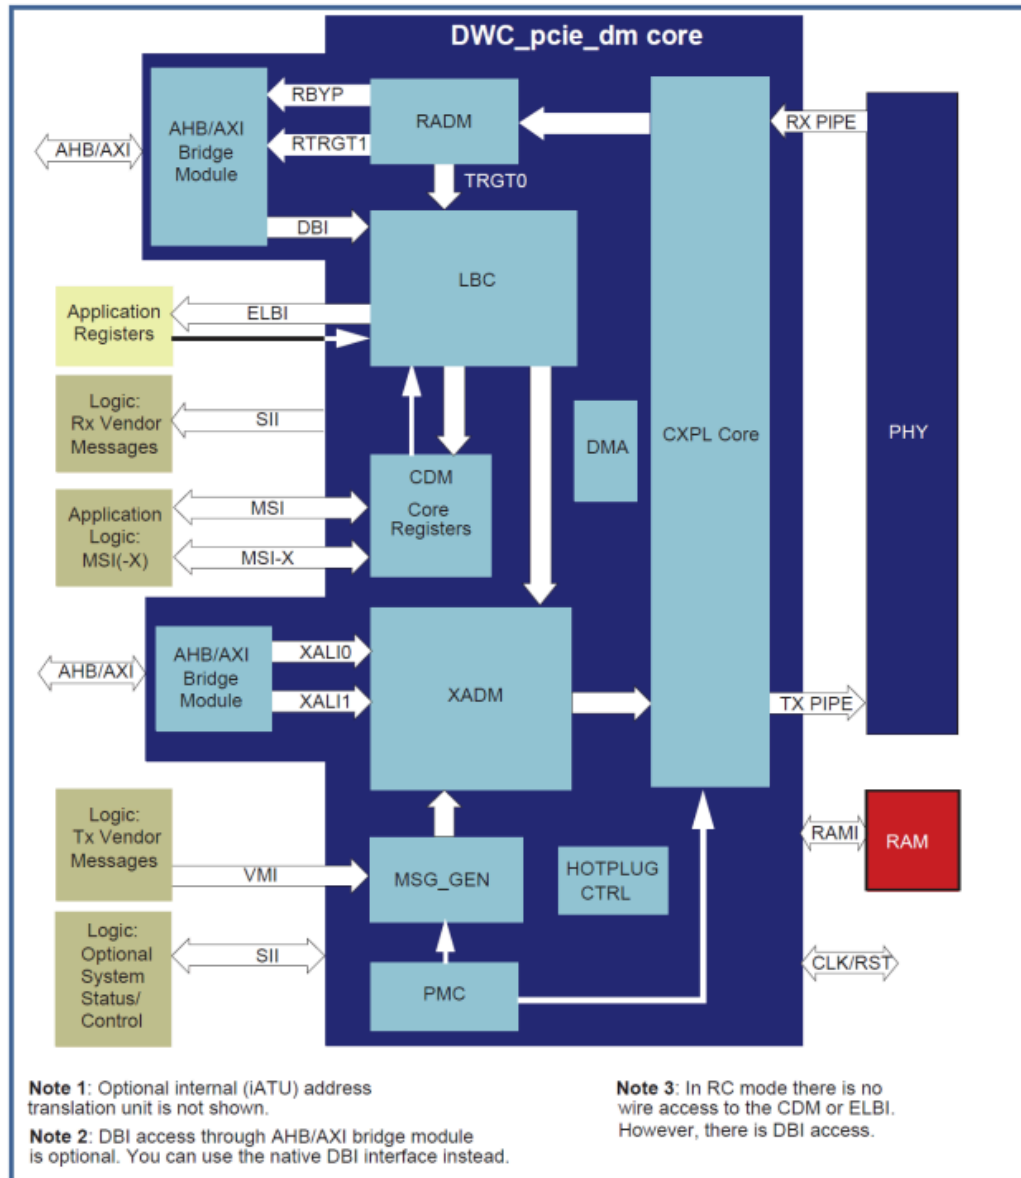 DWC_pcie_dm core
AHB/AXI
AHB/AXI
Bridge
Module
RBYP
RTRGT1
RADM
TRGT0
RX PIPE
DBI
LBC
Application
Registers
ELBI
Logic:
Rx Vendor
Messages
SII
DMA
CXPL Core
PHY
CDM
Core
Registers
Application
Logic:
MSI(-X)
MSI
MSI-X
AHB/AXI
AHB/AXI
Bridge
Module
XALI0
XALI1
XADM
TX PIPE
Logic:
Tx Vendor
Messages
VMI
MSG_GEN
HOTPLUG
CTRL
RAMI
RAM
Logic:
Optional
System
Status/
Control
SII
PMC
CLK/RST
Note 1: Optional internal (iATU) address
translation unit is not shown.
Note 2: DBI access through AHB/AXI bridge module
is optional. You can use the native DBI interface instead.
Note 3: In RC mode there is no
wire access to the CDM or ELBI.
However, there is DBI access.